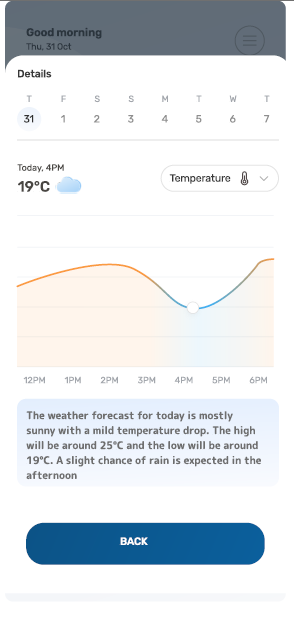 Good morning
Thu, 31 Oct
Details
T F S S M T W T
31 1 2 3 4 5 6 7
Today, 4PM
19°C
Temperature
12PM 1PM 2PM 3PM 4PM 5PM 6PM
The weather forecast for today is mostly
sunny with a mild temperature drop. The high
will be around 25°C and the low will be around
19°C. A slight chance of rain is expected in the
afternoon
BACK